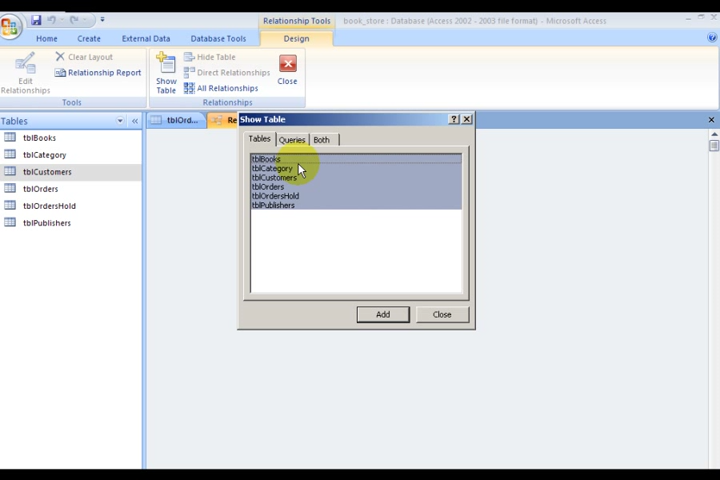 Relationship Tools
book_store : Database (Access 2002 - 2003 file format) - Microsoft Access
Home
Create
External Data
Database Tools
Design
Edit
Relationships
Clear Layout
Relationship Report
Tools
Show
Table
Hide Table
Direct Relationships
All Relationships
Relationships
Close
Tables
tblBooks
tblCategory
tblCustomers
tblOrders
tblOrdersHold
tblPublishers
tblOrd...
Re
Show Table
Tables
Queries
Both
tblBooks
tblCategory
tblCustomers
tblOrders
tblOrdersHold
tblPublishers
Add
Close